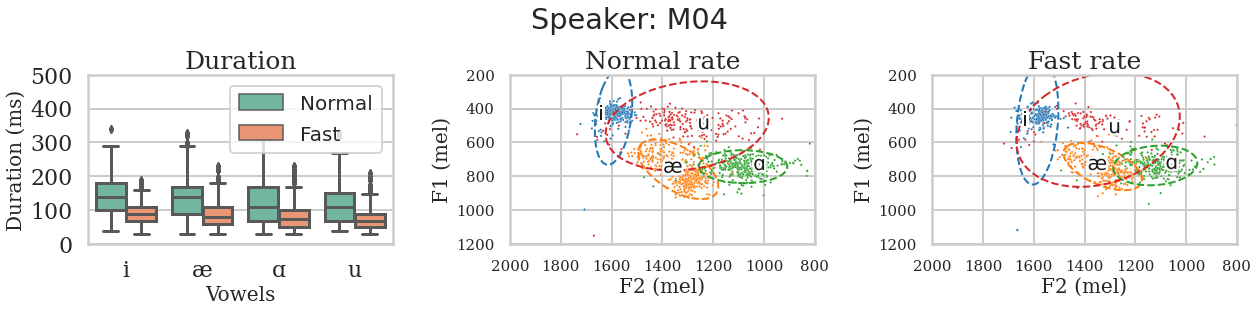 Speaker: M04
Duration
Duration (ms)
500
400
300
200
100
0
Normal
Fast
i æ ɑ u
Vowels
Normal rate
F1 (mel)
200
400
600
800
1000
1200
i
u
æ
ɑ
2000 1800 1600 1400 1200 1000 800
F2 (mel)
Fast rate
F1 (mel)
200
400
600
800
1000
1200
i
u
æ
ɑ
2000 1800 1600 1400 1200 1000 800
F2 (mel)